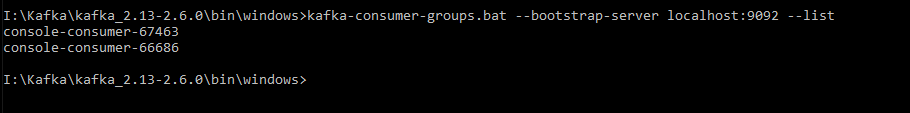 I:\Kafka\kafka_2.13-2.6.0\bin\windows>kafka-consumer-groups.bat --bootstrap-server localhost:9092 --list
console-consumer-67463
console-consumer-66686
I:\Kafka\kafka_2.13-2.6.0\bin\windows>